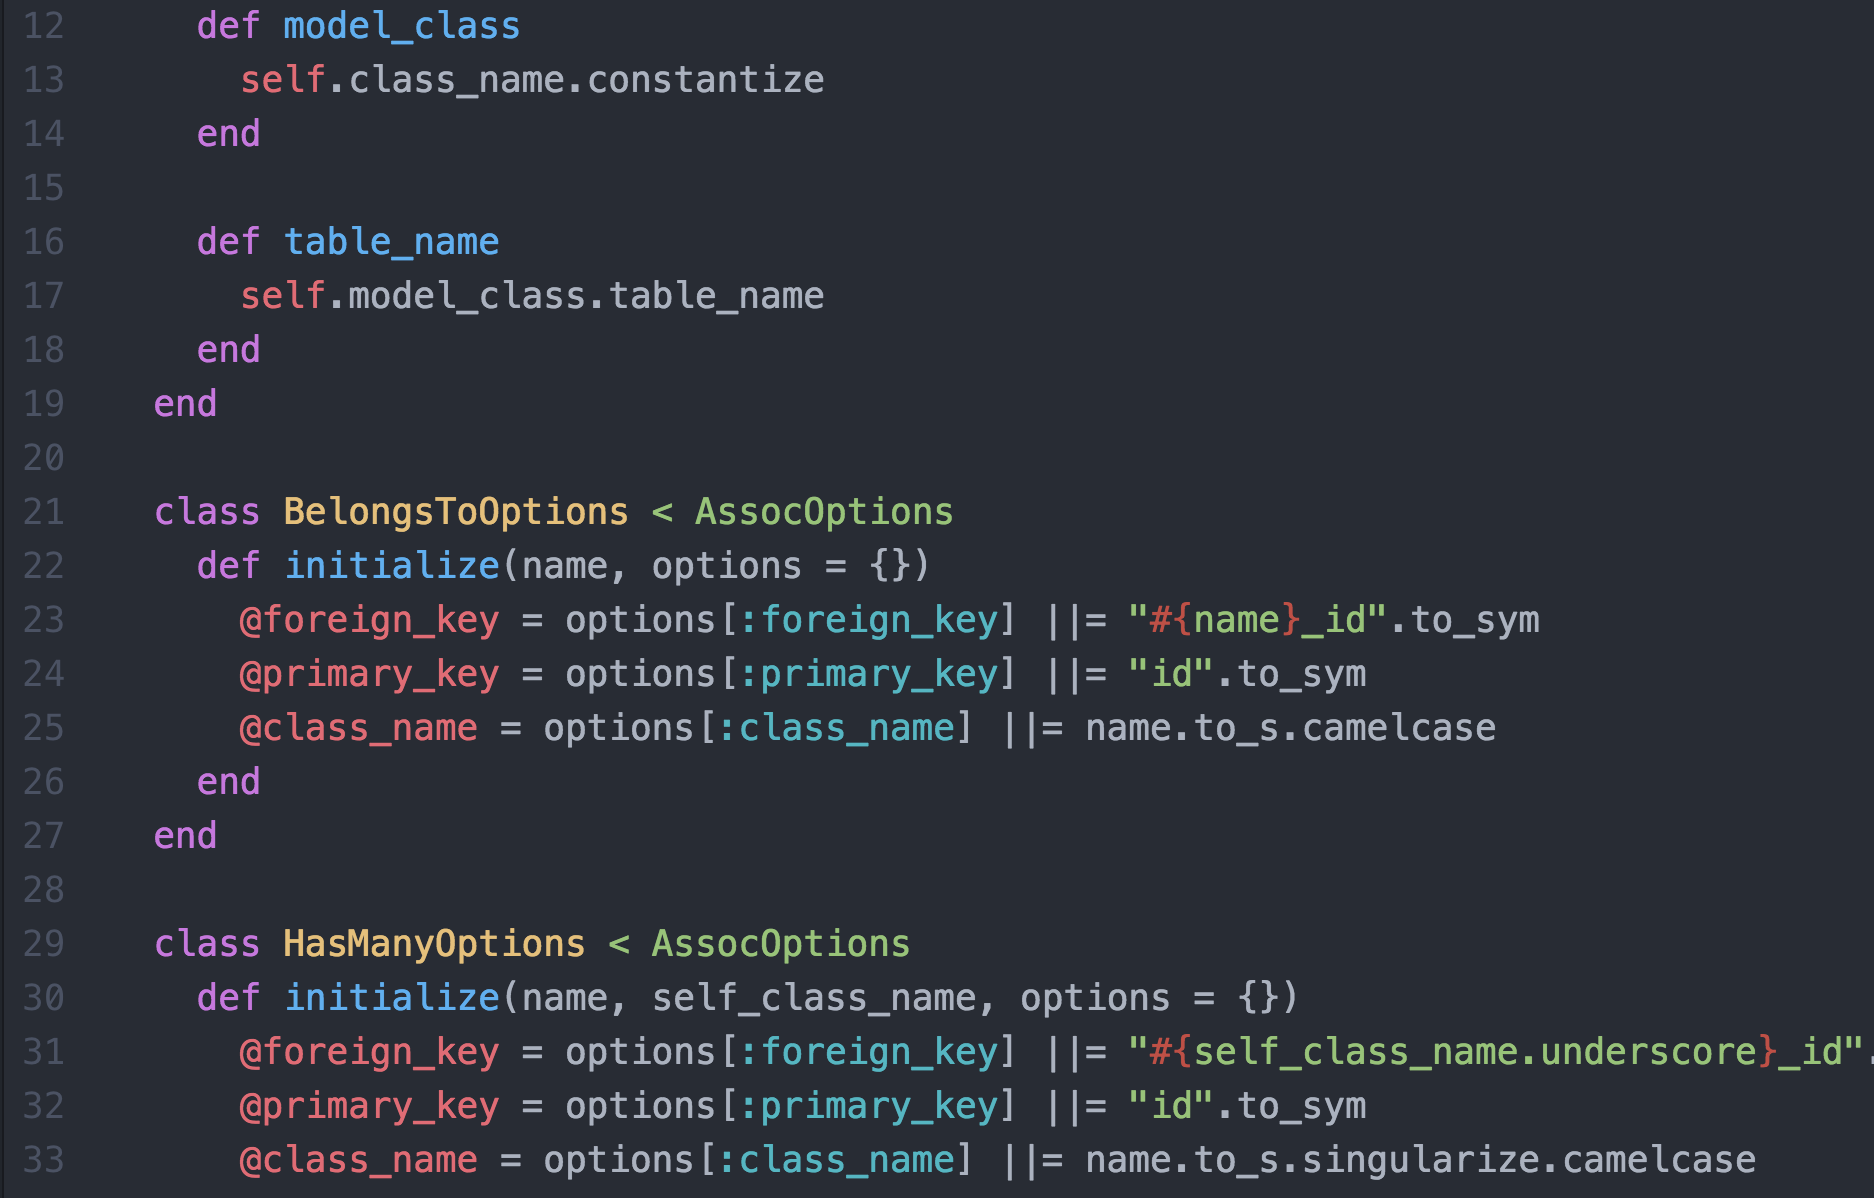 12 def model_class
13 self.class_name.constantize
14 end
15
16 def table_name
17 self.model_class.table_name
18 end
19 end
20
21 class BelongsToOptions < AssocOptions
22 def initialize(name, options = {})
23 @foreign_key = options[:foreign_key] ||= "#{name}_id".to_sym
24 @primary_key = options[:primary_key] ||= "id".to_sym
25 @class_name = options[:class_name] ||= name.to_s.camelcase
26 end
27 end
28
29 class HasManyOptions < AssocOptions
30 def initialize(name, self_class_name, options = {})
31 @foreign_key = options[:foreign_key] ||= "#{self_class_name.underscore}_id".
32 @primary_key = options[:primary_key] ||= "id".to_sym
33 @class_name = options[:class_name] ||= name.to_s.singularize.camelcase